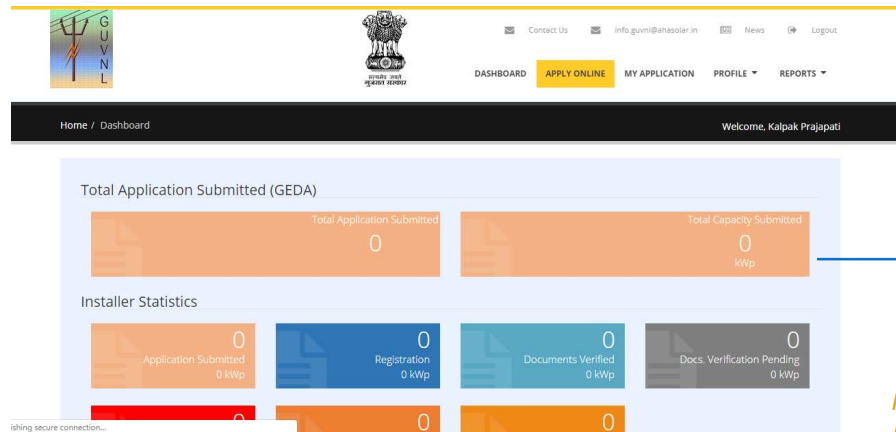 G
U
V
N
L
सत्यमेव जयते
गुजरात सरकार
Contact Us info.guvnl@ahasolar.in News Logout
DASHBOARD APPLY ONLINE MY APPLICATION PROFILE REPORTS
Home / Dashboard
Welcome, Kalpak Prajapati
Total Application Submitted (GEDA)
Total Application Submitted
0
Total Capacity Submitted
0
kWp
Installer Statistics
0
Application Submitted
0 kWp
0
Registration
0 kWp
0
Documents Verified
0 kWp
0
Docs. Verification Pending
0 kWp
0
0
0
ishing secure connection...